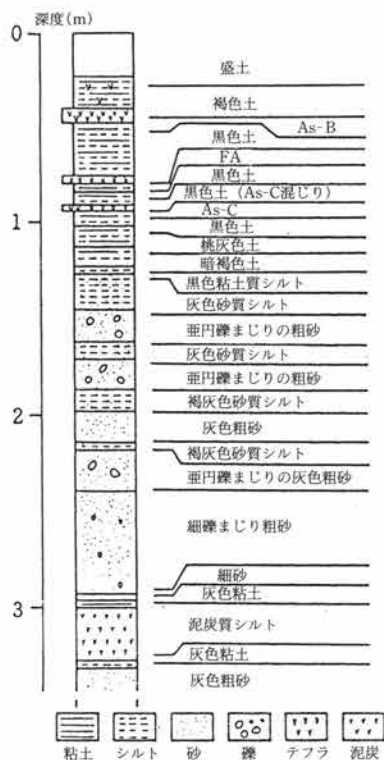 深度(m)
0
盛土
褐色土
As-B
黒色土
FA
黒色土
黒色土(As-C混じり)
As-C
1
黒色土
桃灰色土
暗褐色土
黒色粘土質シルト
灰色砂質シルト
亜円礫まじりの粗砂
灰色砂質シルト
亜円礫まじりの粗砂
褐灰色砂質シルト
2
灰色粗砂
褐灰色砂質シルト
亜円礫まじりの灰色粗砂
細礫まじり粗砂
細砂
灰色粘土
3
泥炭質シルト
灰色粘土
灰色粗砂
粘土 シルト 砂 礫 テフラ 泥炭